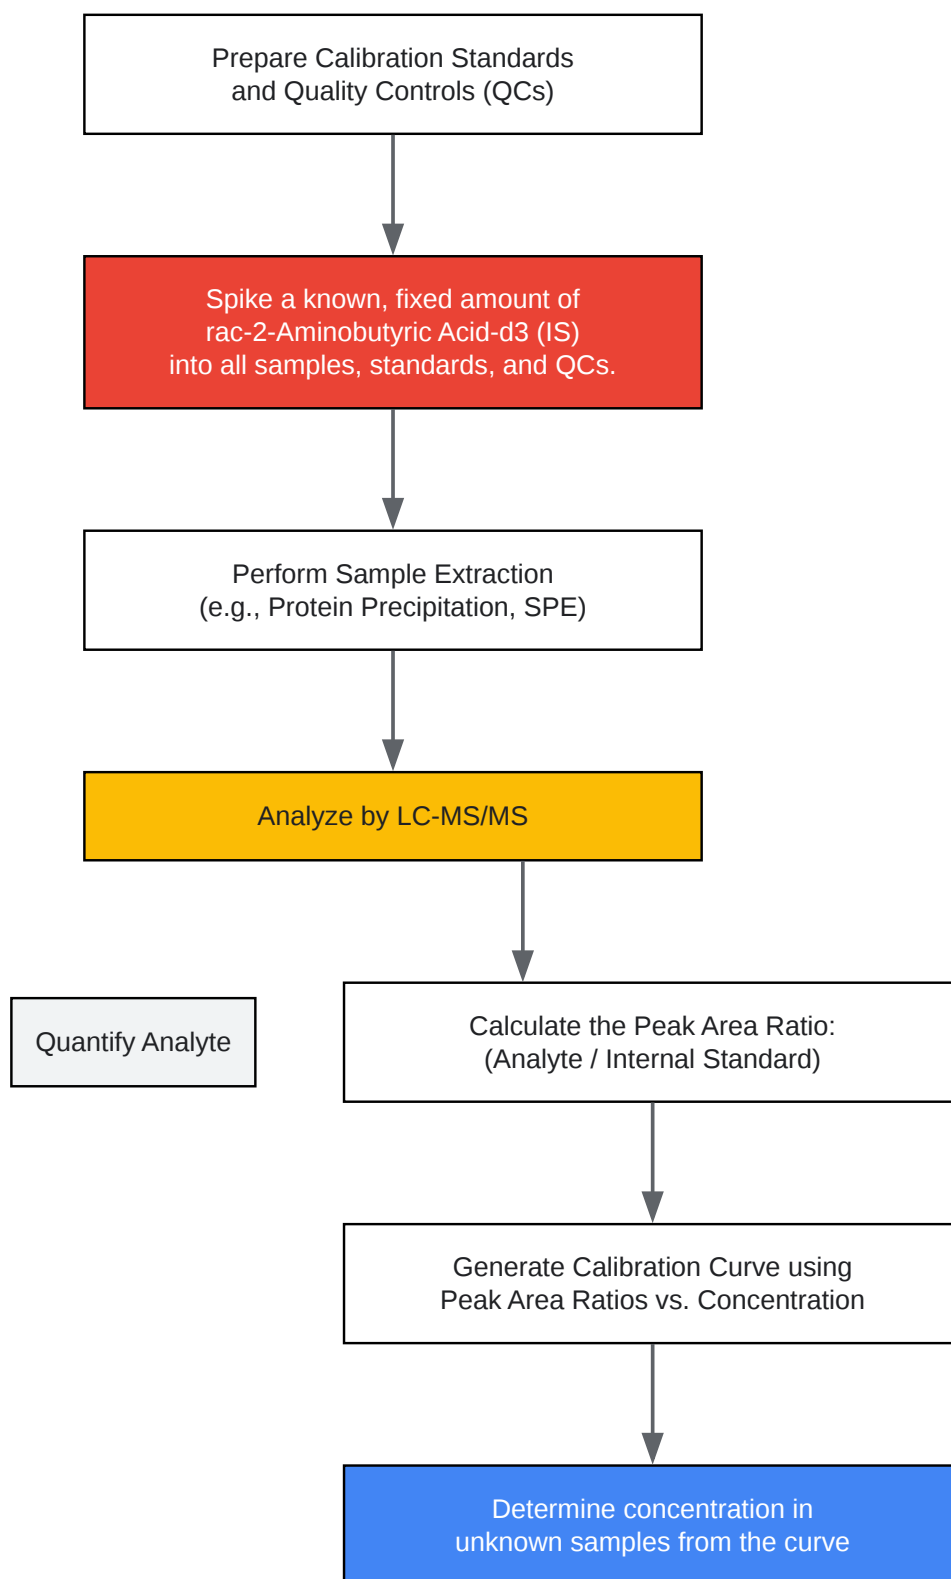 Prepare Calibration Standards
and Quality Controls (QCs)
Spike a known, fixed amount of
rac-2-Aminobutyric Acid-d3 (IS)
into all samples, standards, and QCs.
Perform Sample Extraction
(e.g., Protein Precipitation, SPE)
Analyze by LC-MS/MS
Quantify Analyte
Calculate the Peak Area Ratio:
(Analyte / Internal Standard)
Generate Calibration Curve using
Peak Area Ratios vs. Concentration
Determine concentration in
unknown samples from the curve